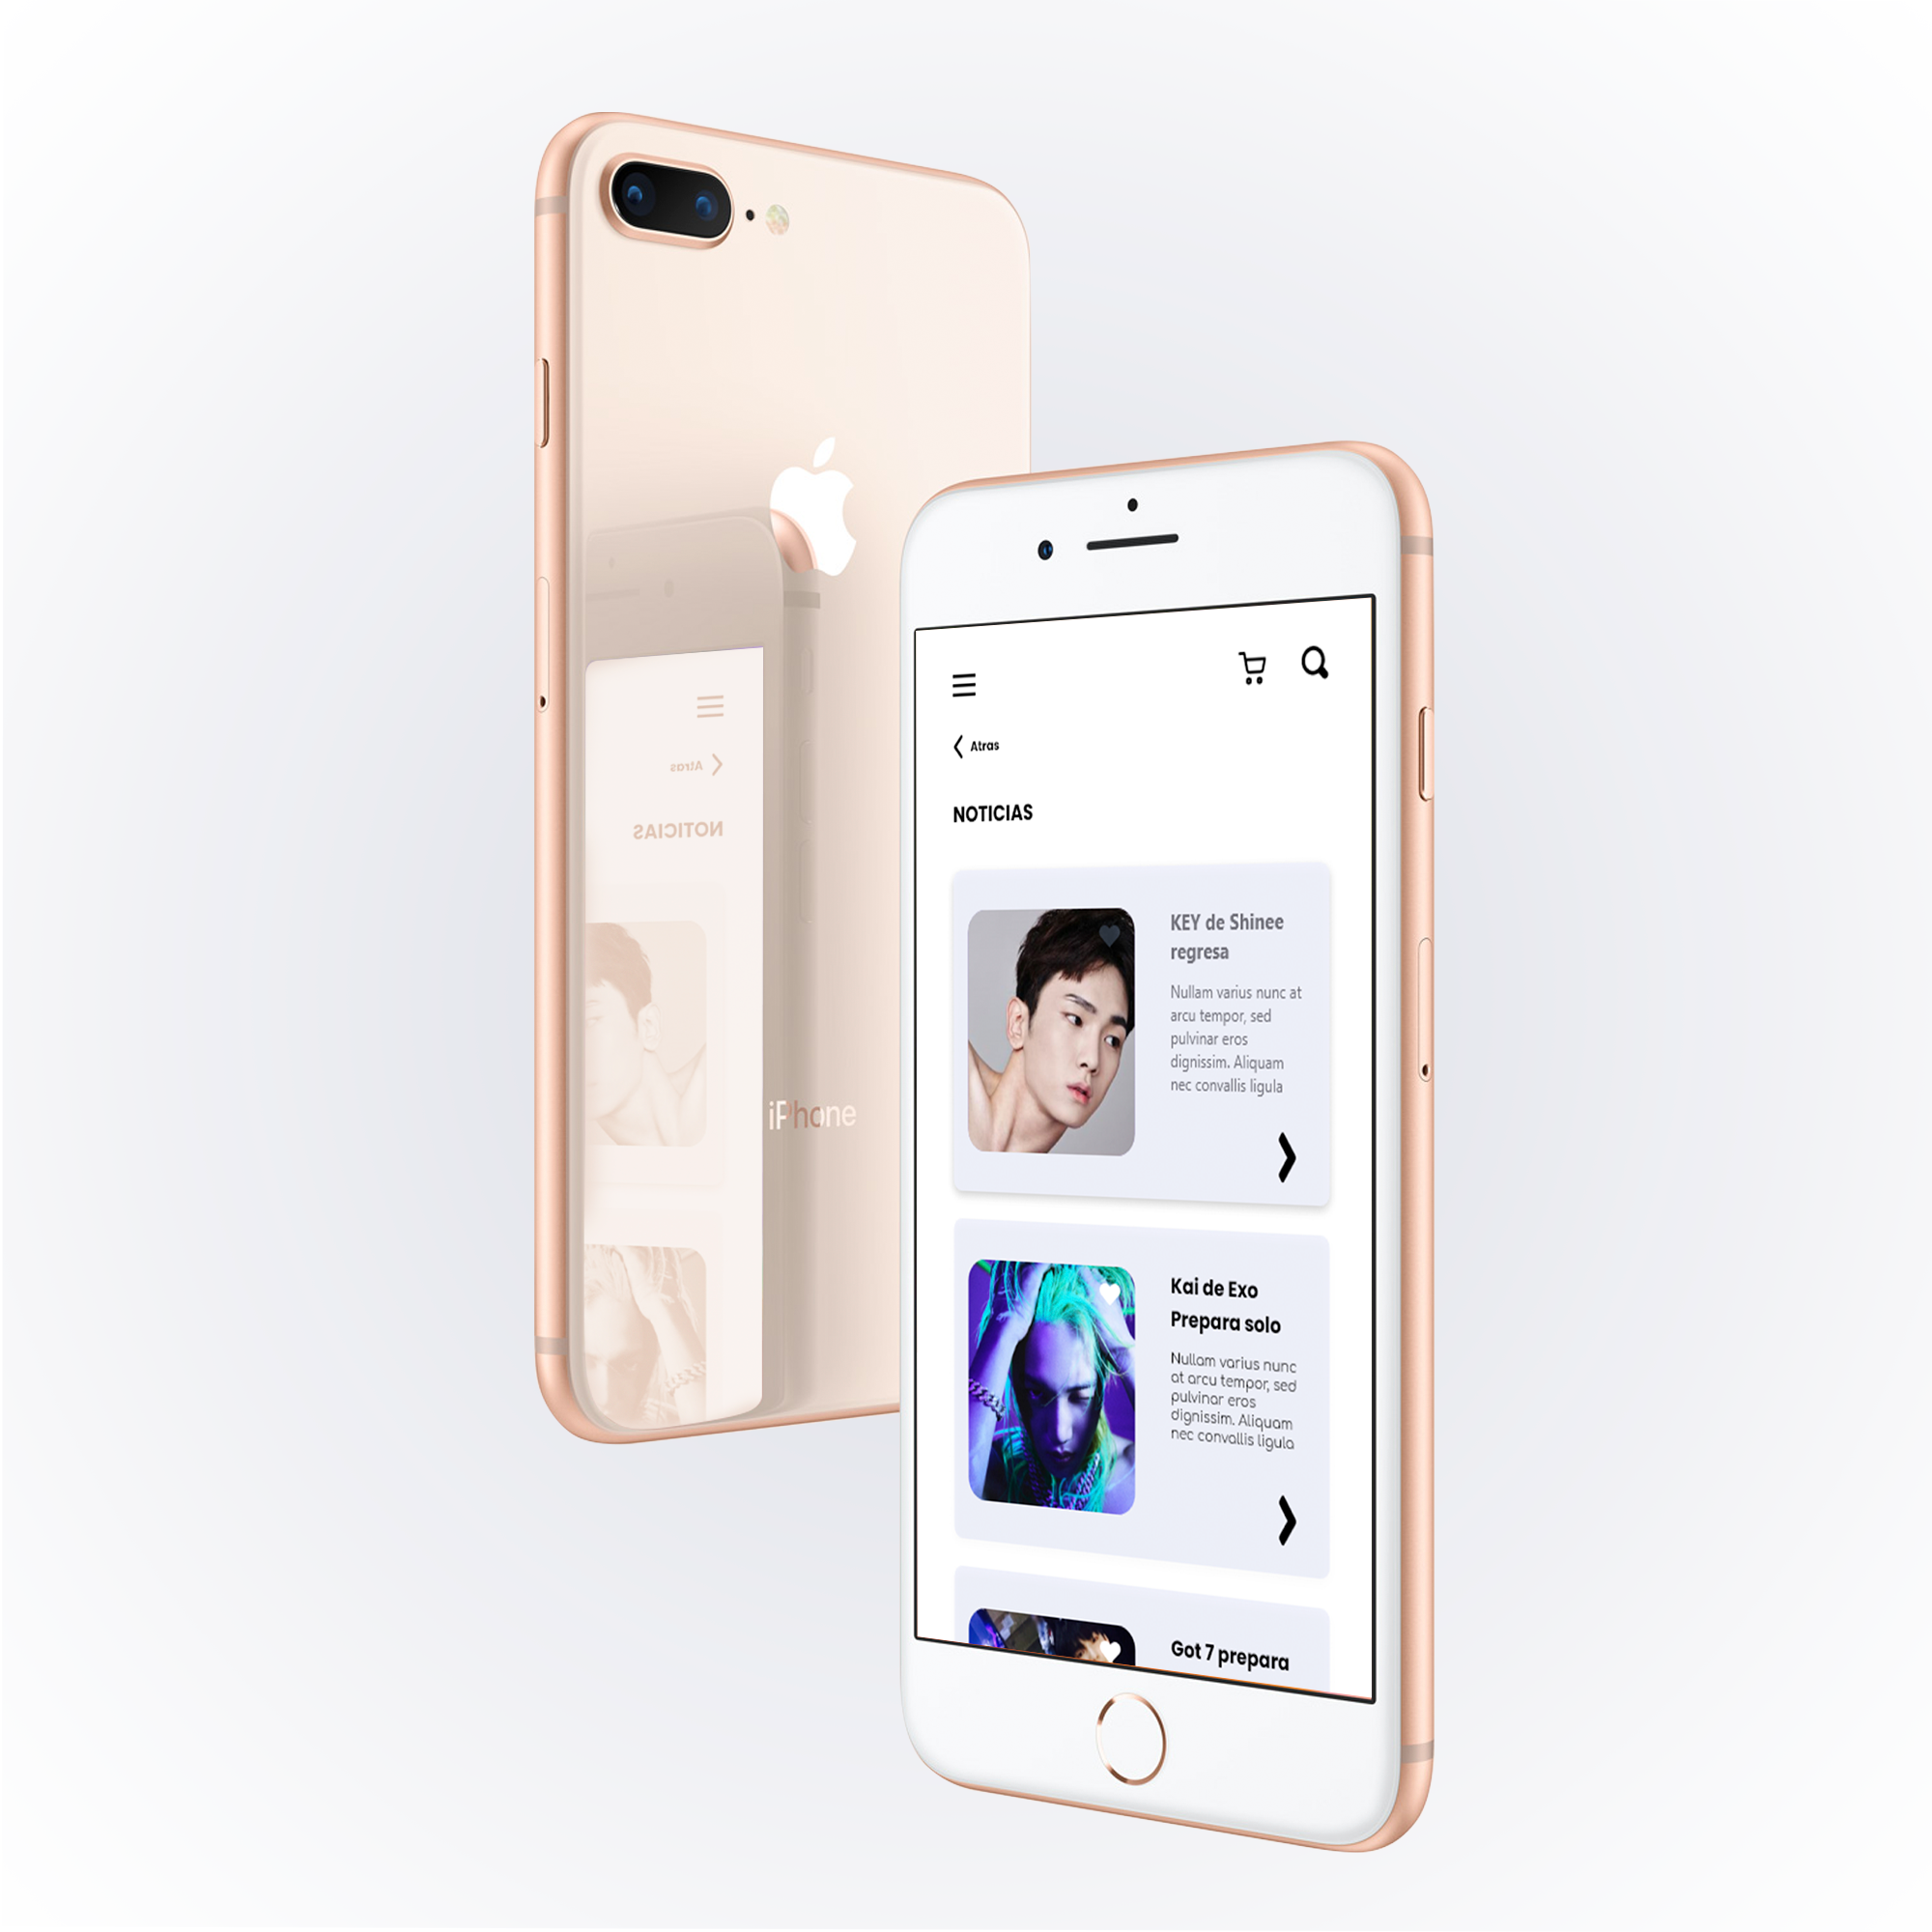 Atras
NOTICIAS
KEY de Shinee
regresa
Nullam varius nunc at
arcu tempor, sed
pulvinar eros
dignissim. Aliquam
nec convallis ligula
Kai de Exo
Prepara solo
Nullam varius nunc
at arcu tempor, sed
pulvinar eros
dignissim. Aliquam
nec convallis ligula
Got 7 prepara
Atras
NOTICIAS
iPhone